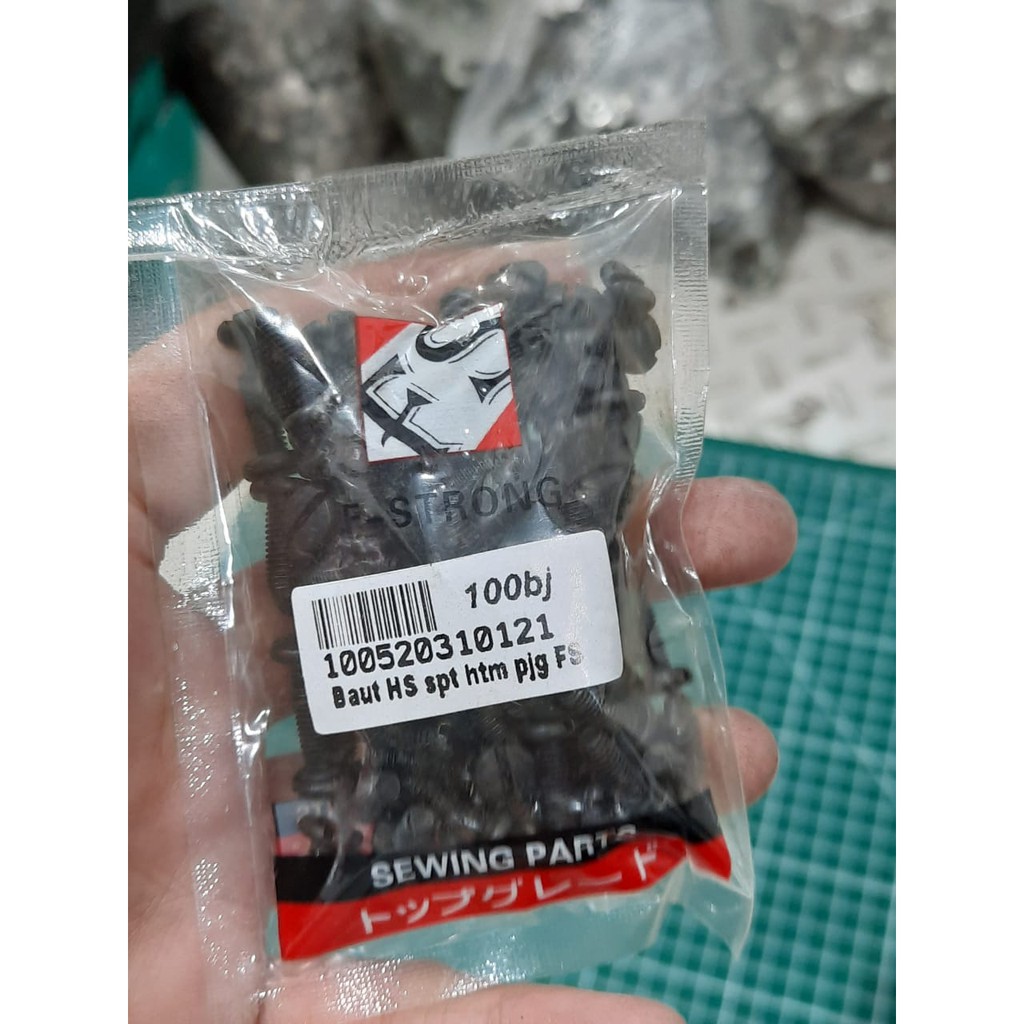 F-STRONG
100bj
100520310121
Baut HS spt htm pjg FS
SEWING PARTS
トップグレード